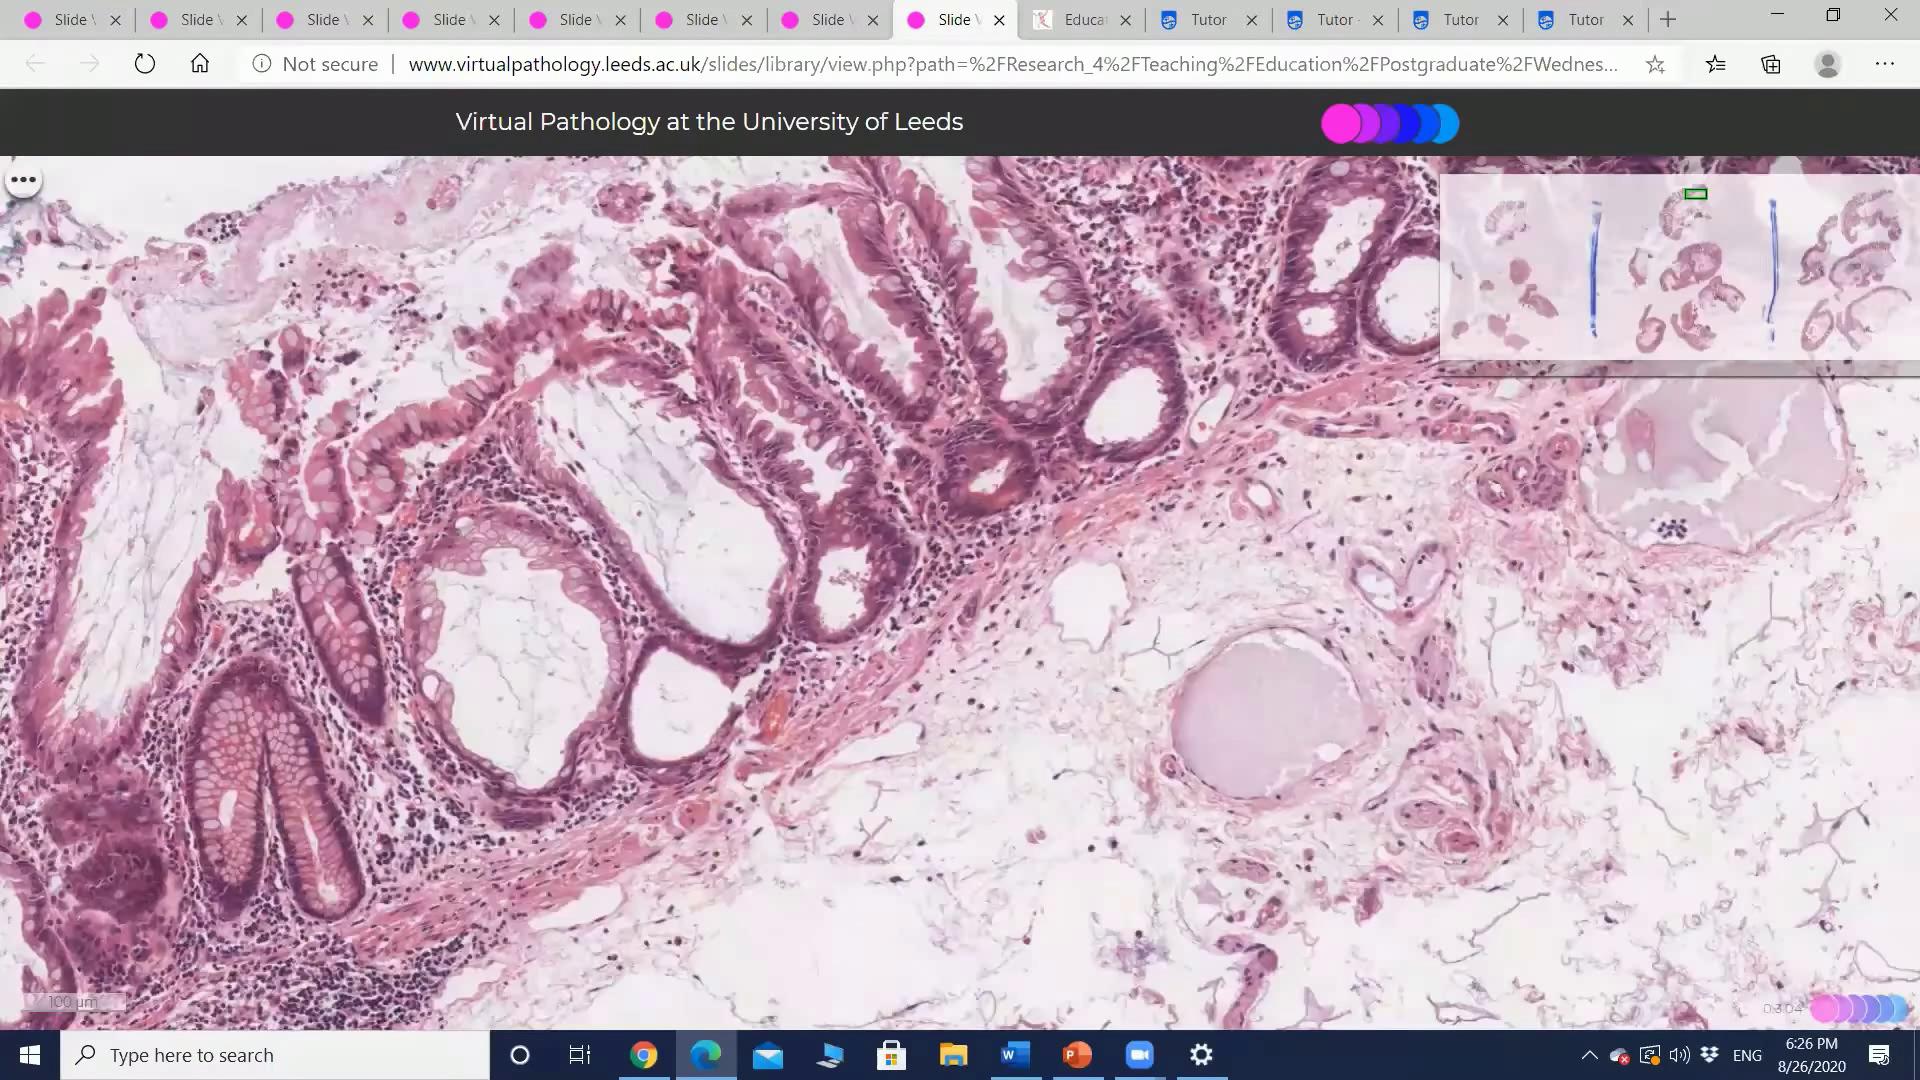 Slide Slide Slide Slide Slide Slide Slide Slide Educa Tutor Tutor Tutor Tutor
Not secure www.virtualpathology.leeds.ac.uk/slides/library/view.php?path=%2FResearch_4%2FTeaching%2FEducation%2FPostgraduate%2FWednes...
Virtual Pathology at the University of Leeds
100 µm
0.3.04
Type here to search
ENG
6:26 PM
8/26/2020